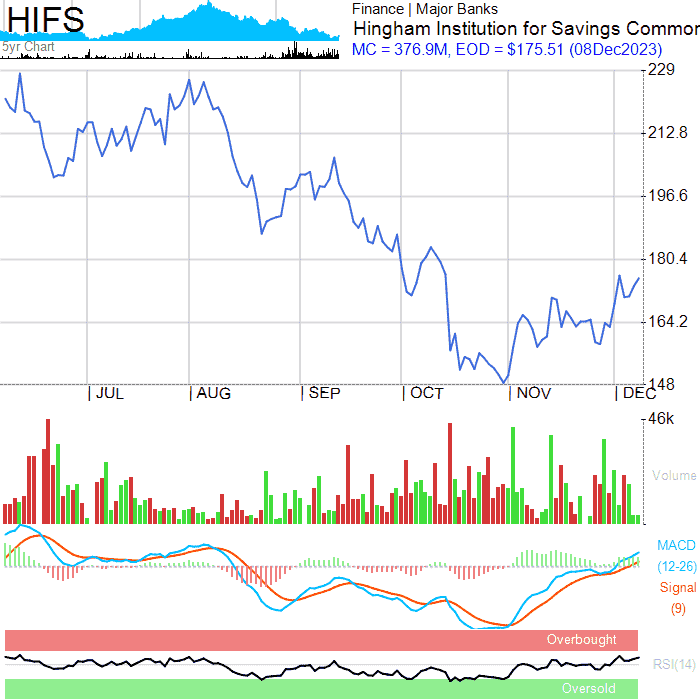 HIFS
5yr Chart
Finance | Major Banks
Hingham Institution for Savings Common
MC = 376.9M, EOD = $175.51 (08Dec2023)
229
212.8
196.6
180.4
164.2
148
JUL
AUG
SEP
OCT
NOV
DEC
46k
Volume
MACD
(12-26)
Signal
(9)
Overbought
RSI(14)
Oversold